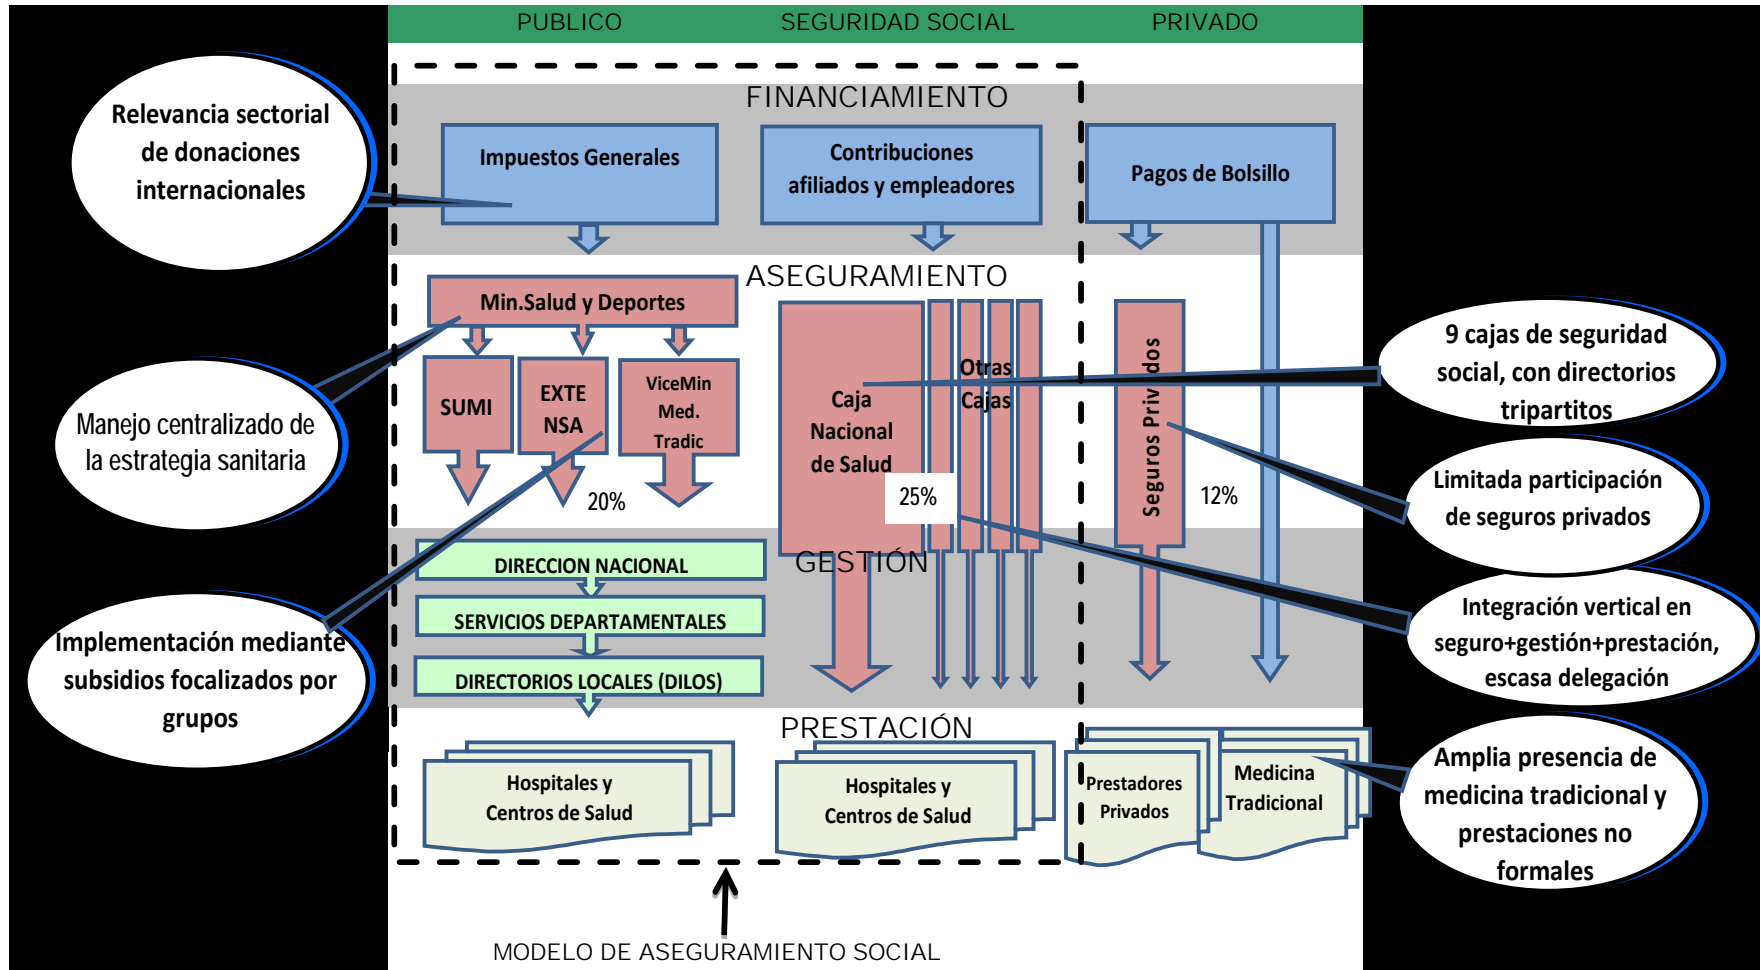 PUBLICO
SEGURIDAD SOCIAL
PRIVADO
FINANCIAMIENTO
Relevancia sectorial
de donaciones
internacionales
Impuestos Generales
Contribuciones
afiliados y empleadores
Pagos de Bolsillo
ASEGURAMIENTO
Min.Salud y Deportes
SUMI
EXTE
NSA
ViceMin
Med.
Tradic
20%
Caja
Nacional
de Salud
25%
Otras
Cajas
Seguros Privados
12%
Manejo centralizado de
la estrategia sanitaria
9 cajas de seguridad
social, con directorios
tripartitos
Limitada participación
de seguros privados
GESTIÓN
DIRECCION NACIONAL
SERVICIOS DEPARTAMENTALES
DIRECTORIOS LOCALES (DILOS)
Implementación mediante
subsidios focalizados por
grupos
Integración vertical en
seguro+gestión+prestación,
escasa delegación
PRESTACIÓN
Hospitales y
Centros de Salud
Hospitales y
Centros de Salud
Prestadores
Privados
Medicina
Tradicional
Amplia presencia de
medicina tradicional y
prestaciones no
formales
MODELO DE ASEGURAMIENTO SOCIAL